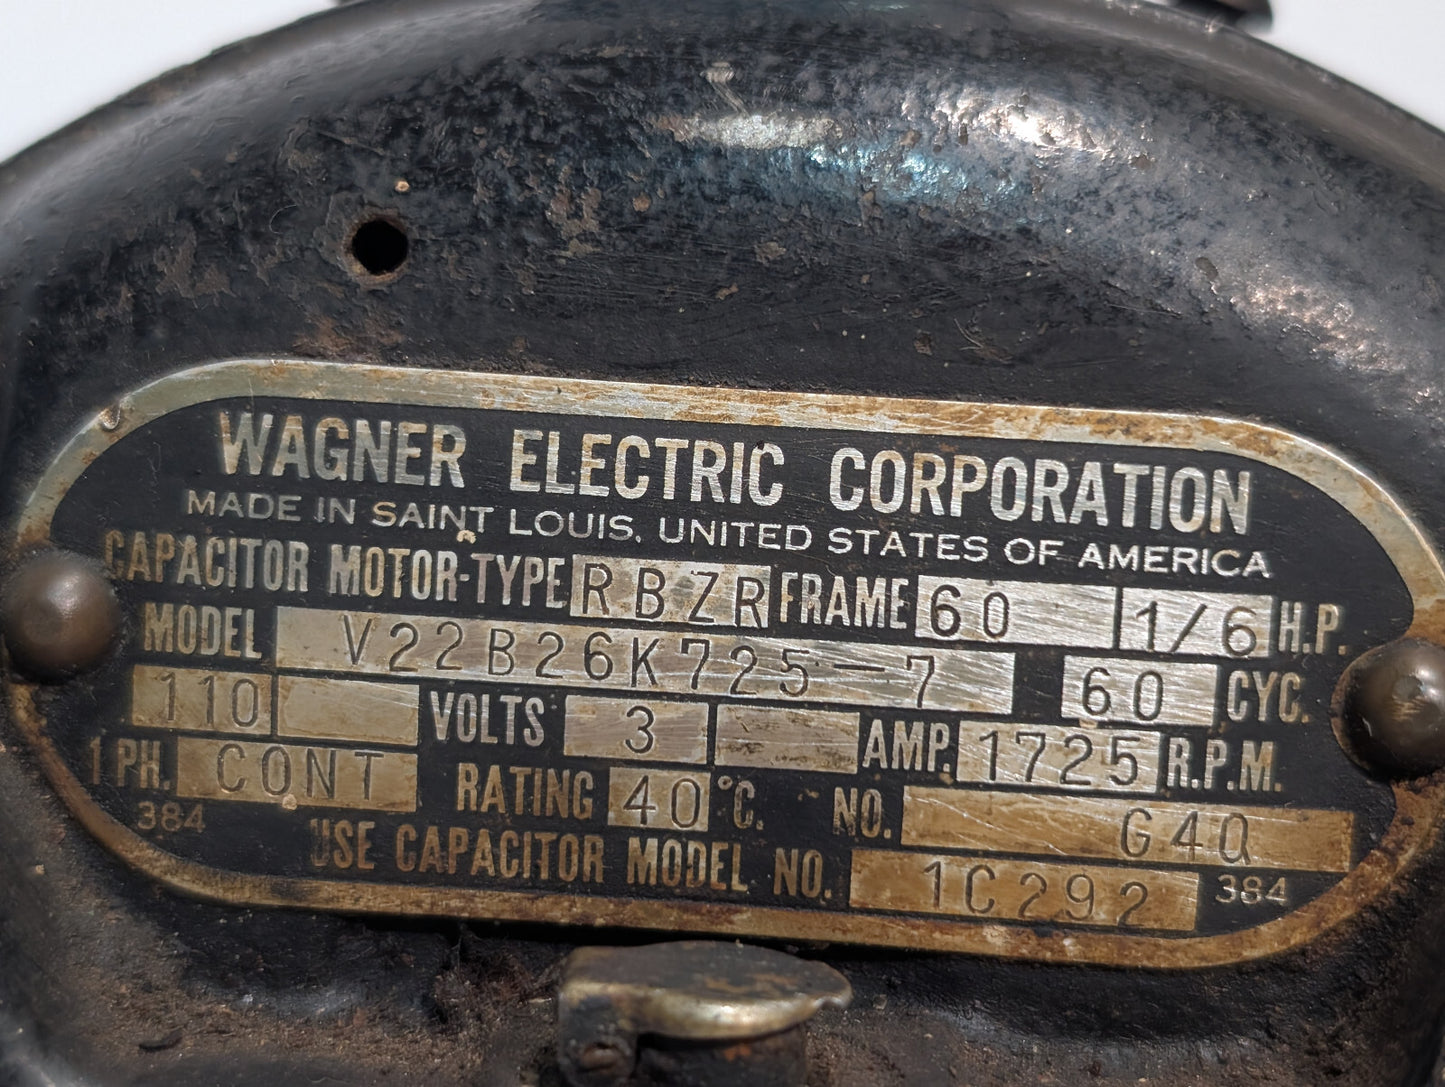 WAGNER ELECTRIC CORPORATION
MADE IN SAINT LOUIS, UNITED STATES OF AMERICA
CAPACITOR MOTOR-TYPE RBZR FRAME 60 1/6 H.P.
MODEL V22B26K725-7 60 CYC.
110 VOLTS 3 AMP. 1725 R.P.M.
1 PH. CONT RATING 40°C. NO. G4Q
384 USE CAPACITOR MODEL NO. 1C292 384